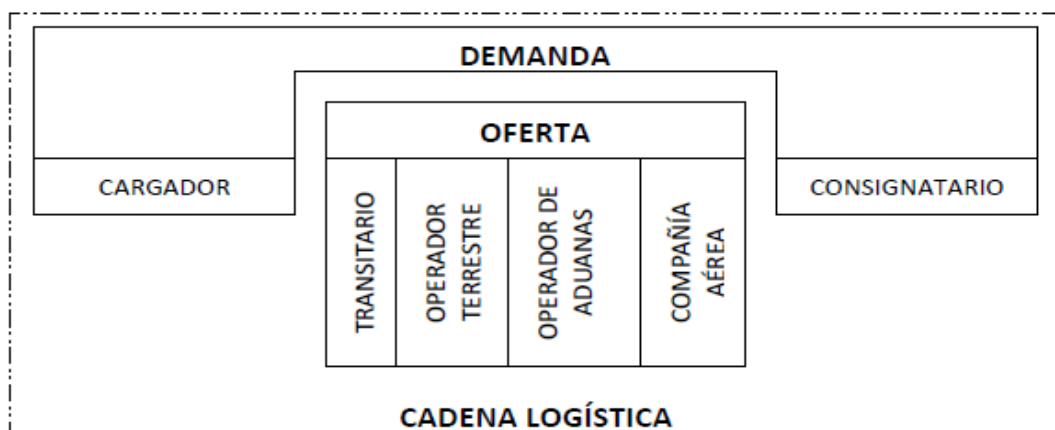 DEMANDA
OFERTA
CARGADOR
CONSIGNATARIO
TRANSITARIO
OPERADOR
TERRESTRE
OPERADOR DE
ADUANAS
COMPAÑÍA
AÉREA
CADENA LOGÍSTICA